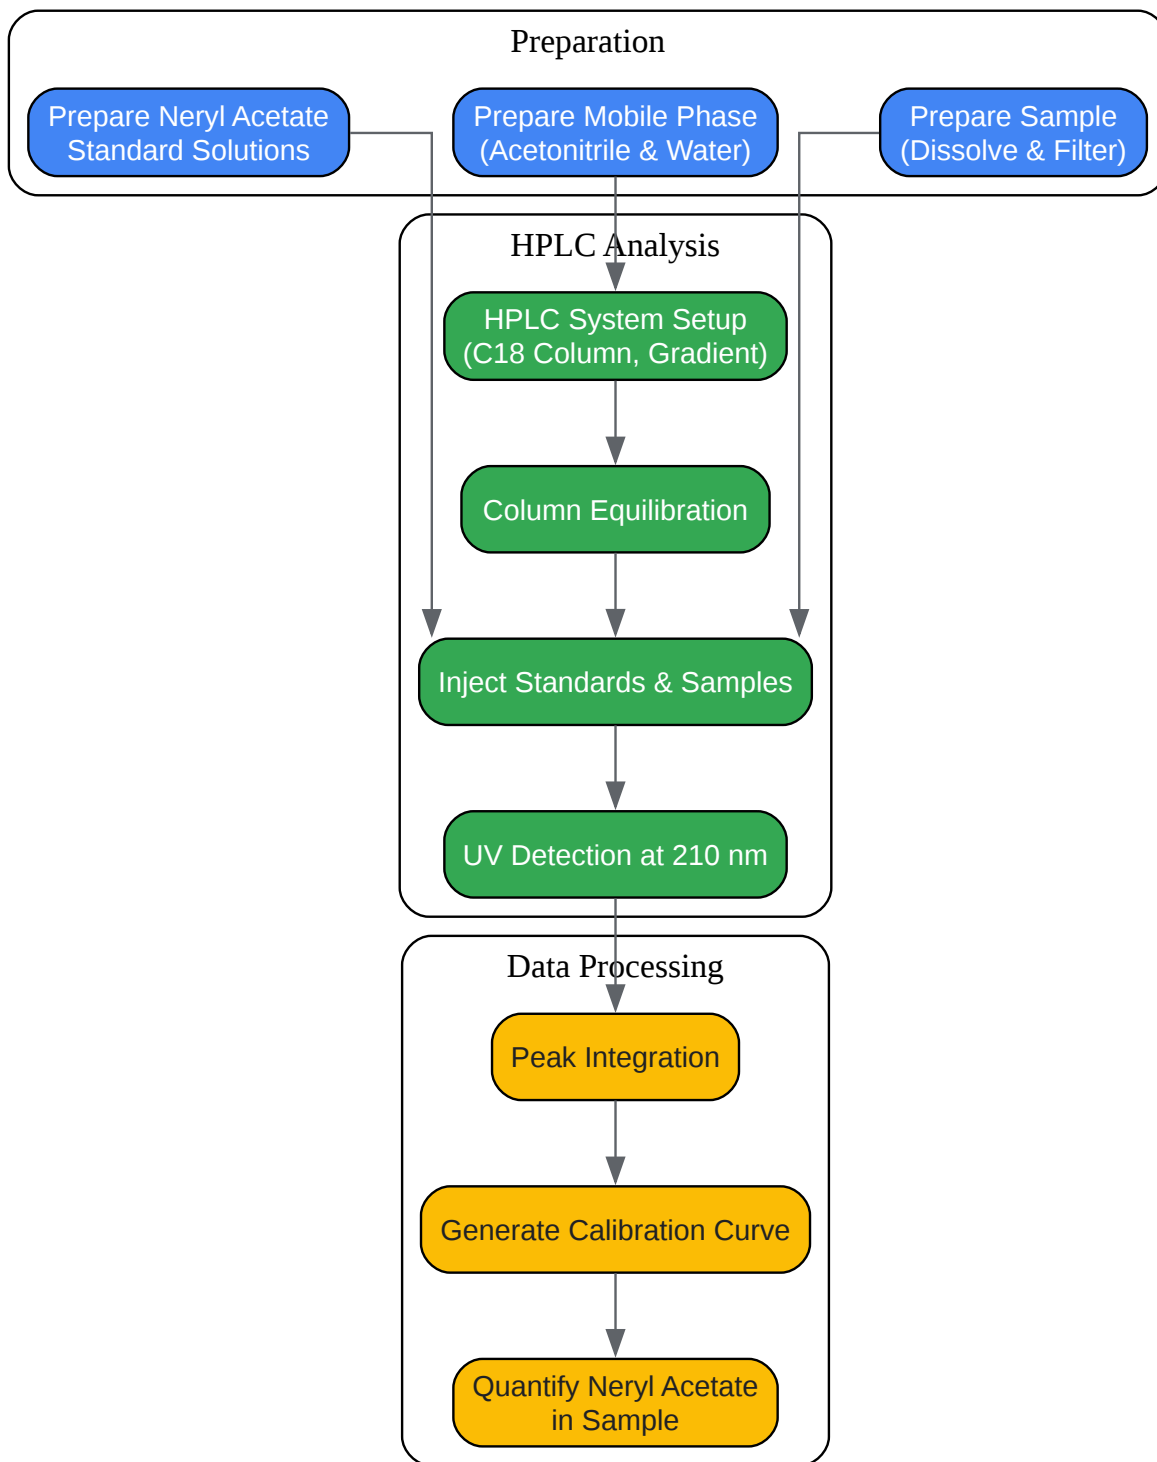 Preparation
Prepare Neryl Acetate
Standard Solutions
Prepare Mobile Phase
(Acetonitrile & Water)
Prepare Sample
(Dissolve & Filter)
HPLC Analysis
HPLC System Setup
(C18 Column, Gradient)
Column Equilibration
Inject Standards & Samples
UV Detection at 210 nm
Data Processing
Peak Integration
Generate Calibration Curve
Quantify Neryl Acetate
in Sample